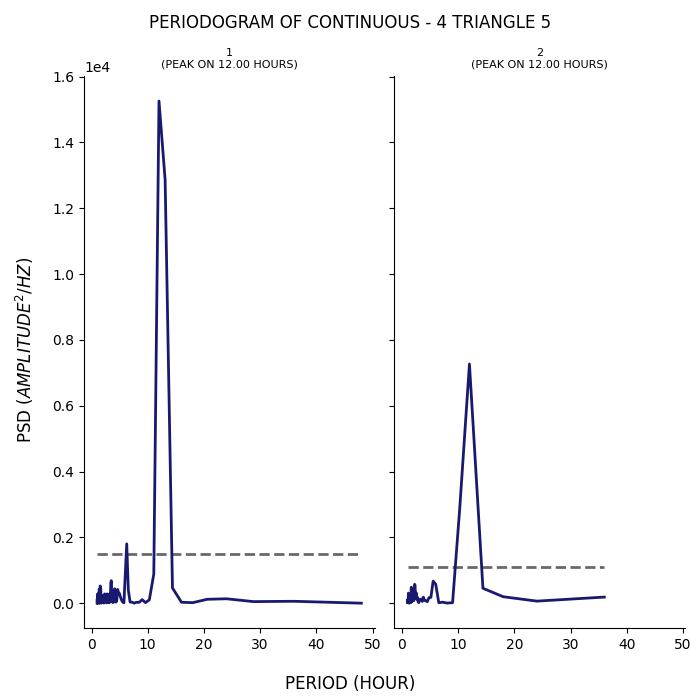 PERIODOGRAM OF CONTINUOUS - 4 TRIANGLE 5
1
(PEAK ON 12.00 HOURS)
2
(PEAK ON 12.00 HOURS)
1e4
1.6
1.4
1.2
1.0
0.8
0.6
0.4
0.2
0.0
PSD (AMPLITUDE²/HZ)
0 10 20 30 40 50
0 10 20 30 40 50
PERIOD (HOUR)